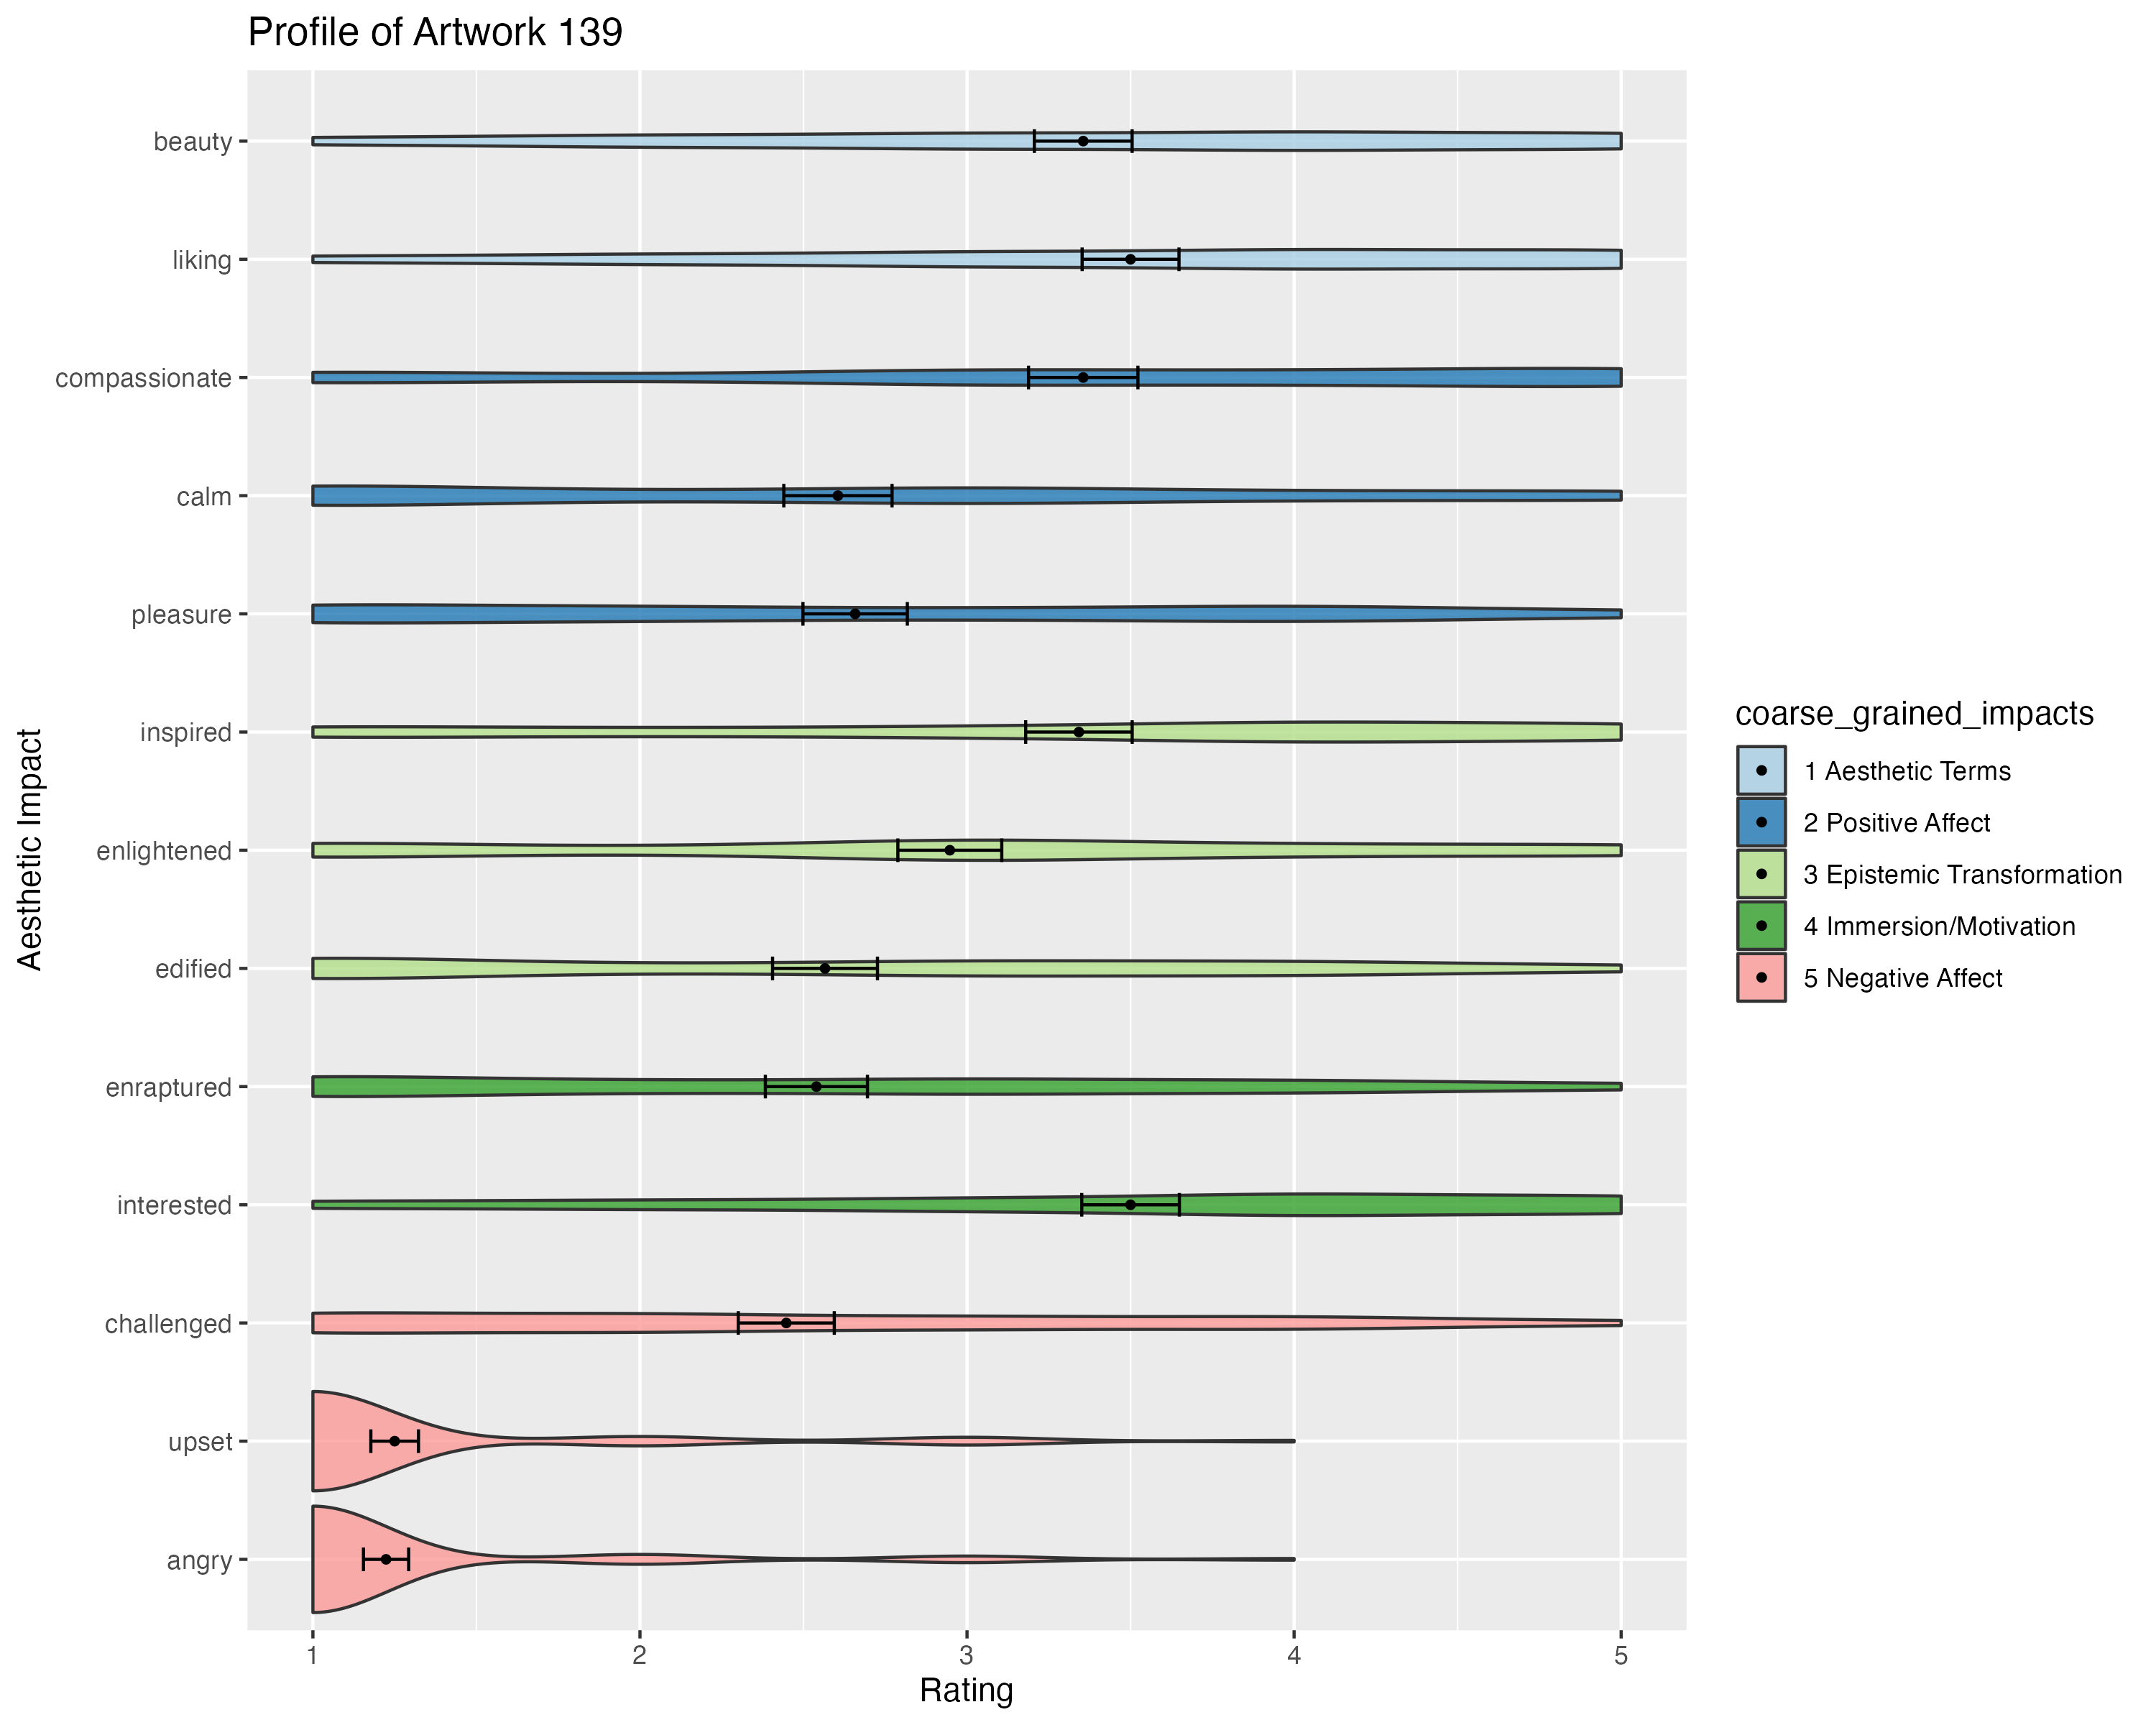 Profile of Artwork 139
beauty
liking
compassionate
calm
pleasure
inspired
enlightened
edified
enraptured
interested
challenged
upset
angry
Aesthetic Impact
1 2 3 4 5
Rating
coarse_grained_impacts
1 Aesthetic Terms
2 Positive Affect
3 Epistemic Transformation
4 Immersion/Motivation
5 Negative Affect